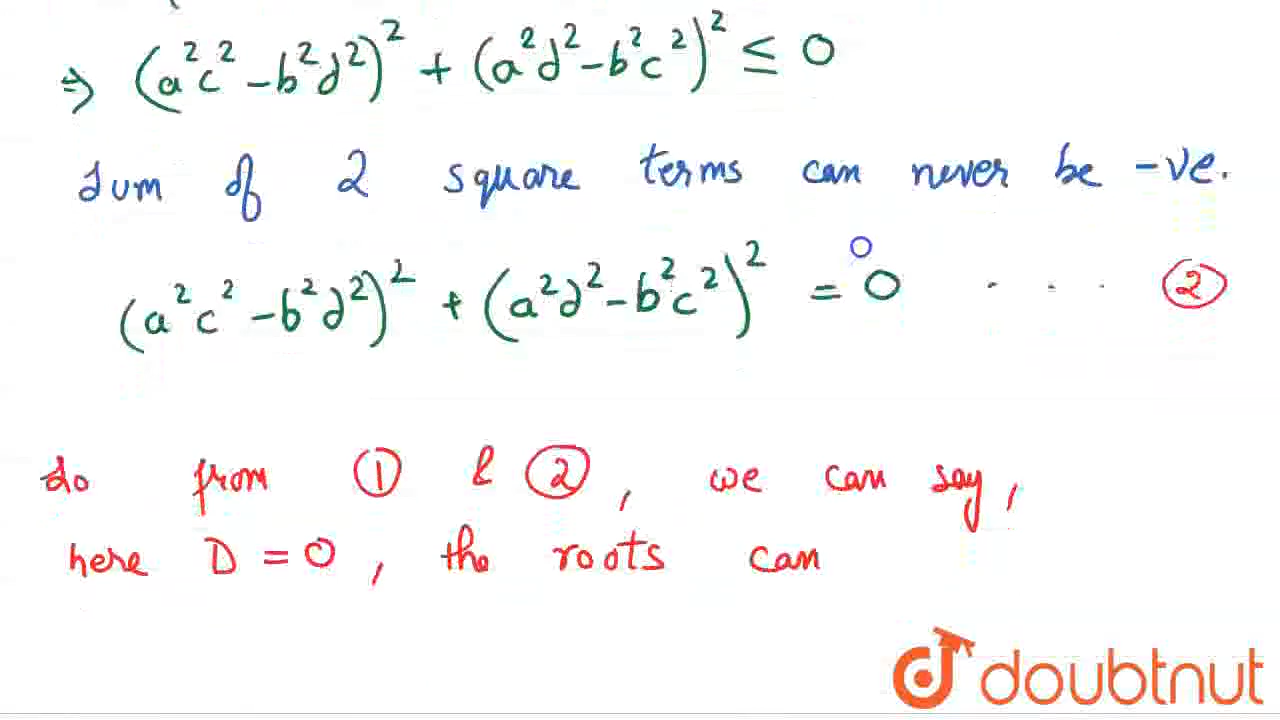 ⇒ (a²c² - b²d²)² + (a²d² - b²c²)² ≤ 0
Sum of 2 square terms can never be -ve.
(a²c² - b²d²)² + (a²d² - b²c²)² = 0 ... ②
So from ① & ②, we can say,
here D = 0, the roots can
doubtnut